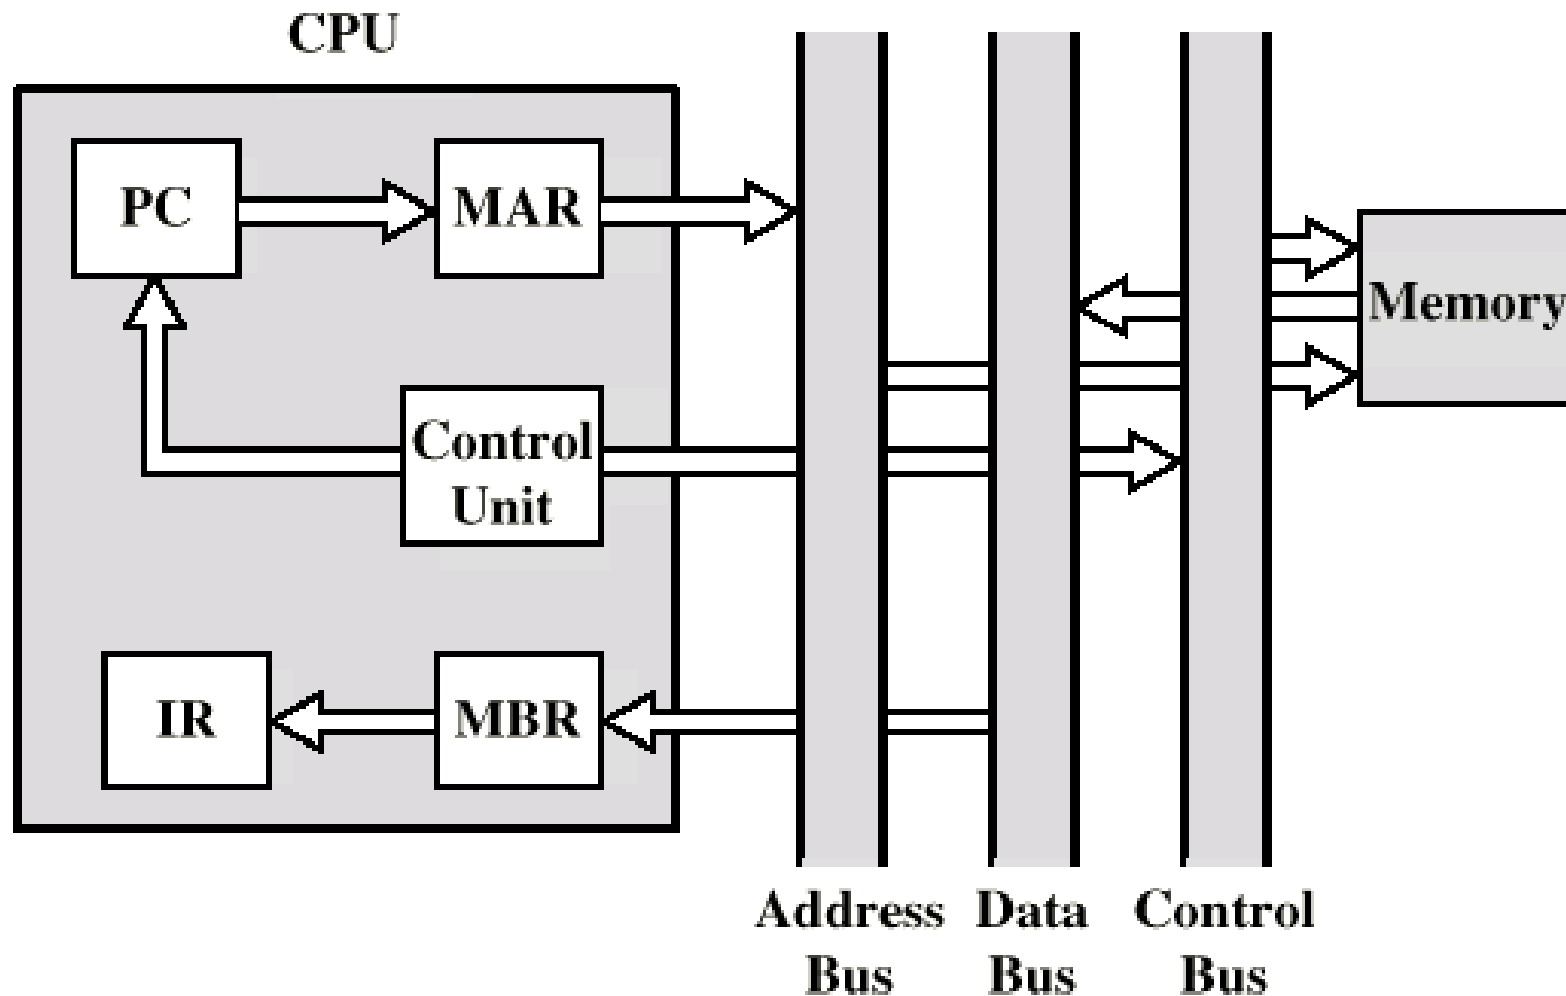 CPU
PC
MAR
Memory
Control
Unit
IR
MBR
Address
Bus
Data
Bus
Control
Bus